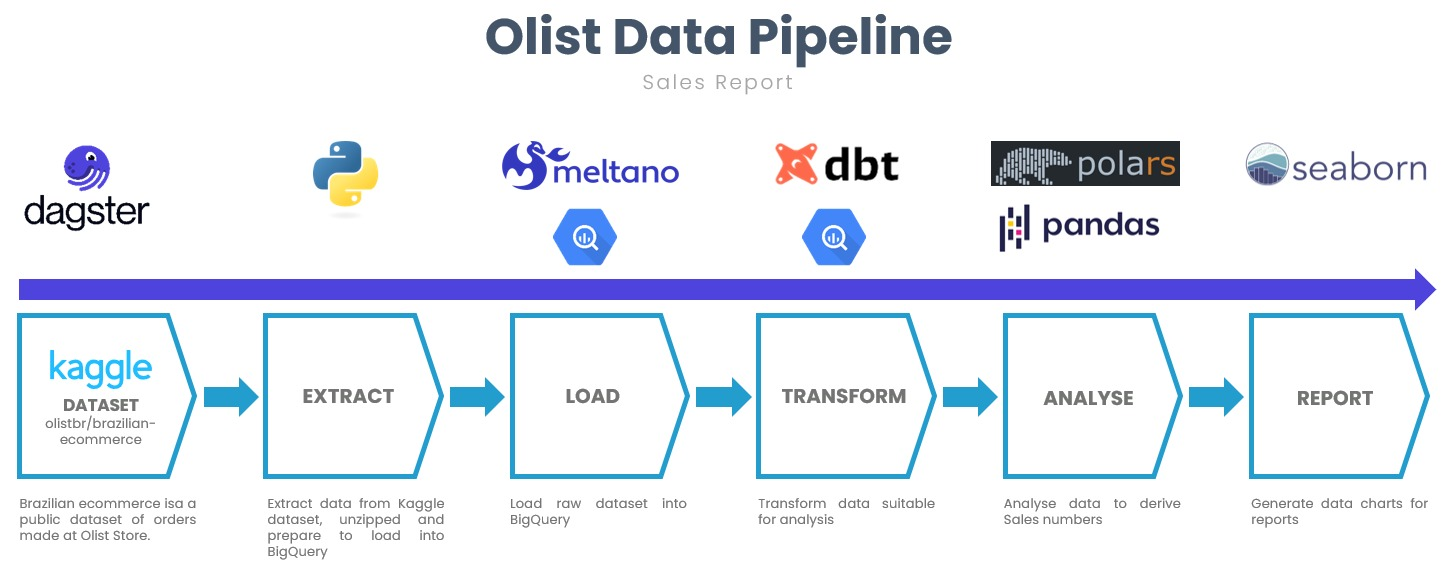 Olist Data Pipeline
Sales Report
dagster
meltano
dbt
polars
pandas
seaborn
kaggle
DATASET
olistbr/brazilian-
ecommerce
EXTRACT
LOAD
TRANSFORM
ANALYSE
REPORT
Brazilian ecommerce isa a
public dataset of orders
made at Olist Store.
Extract data from Kaggle
dataset, unzipped and
prepare to load into
BigQuery
Load raw dataset into
BigQuery
Transform data suitable
for analysis
Analyse data to derive
Sales numbers
Generate data charts for
reports